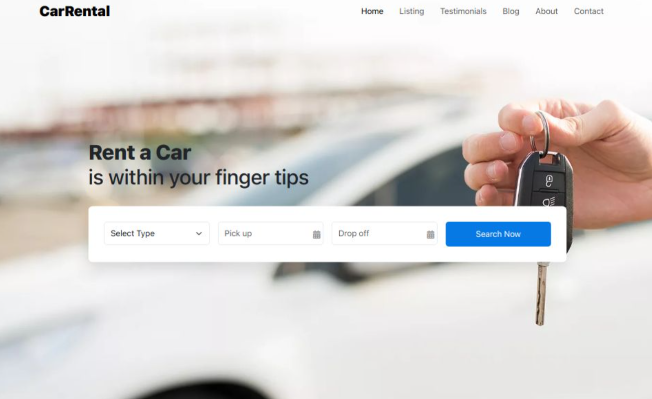 CarRental
Home Listing Testimonials Blog About Contact
Rent a Car
is within your finger tips
Select Type
Pick up
Drop off
Search Now